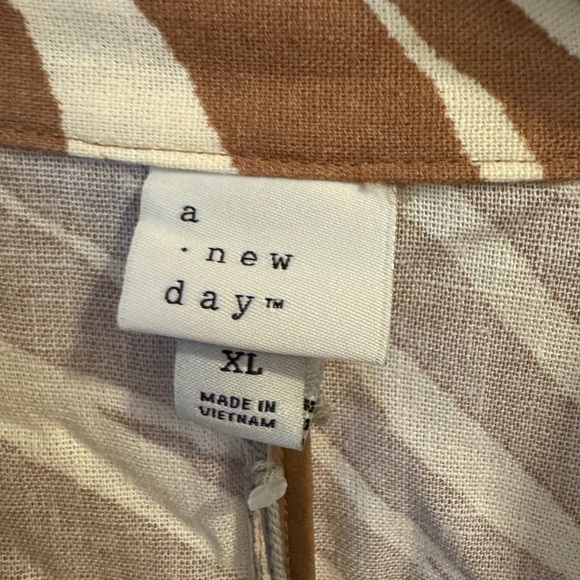 a
· new
day™
XL
MADE IN
VIETNAM